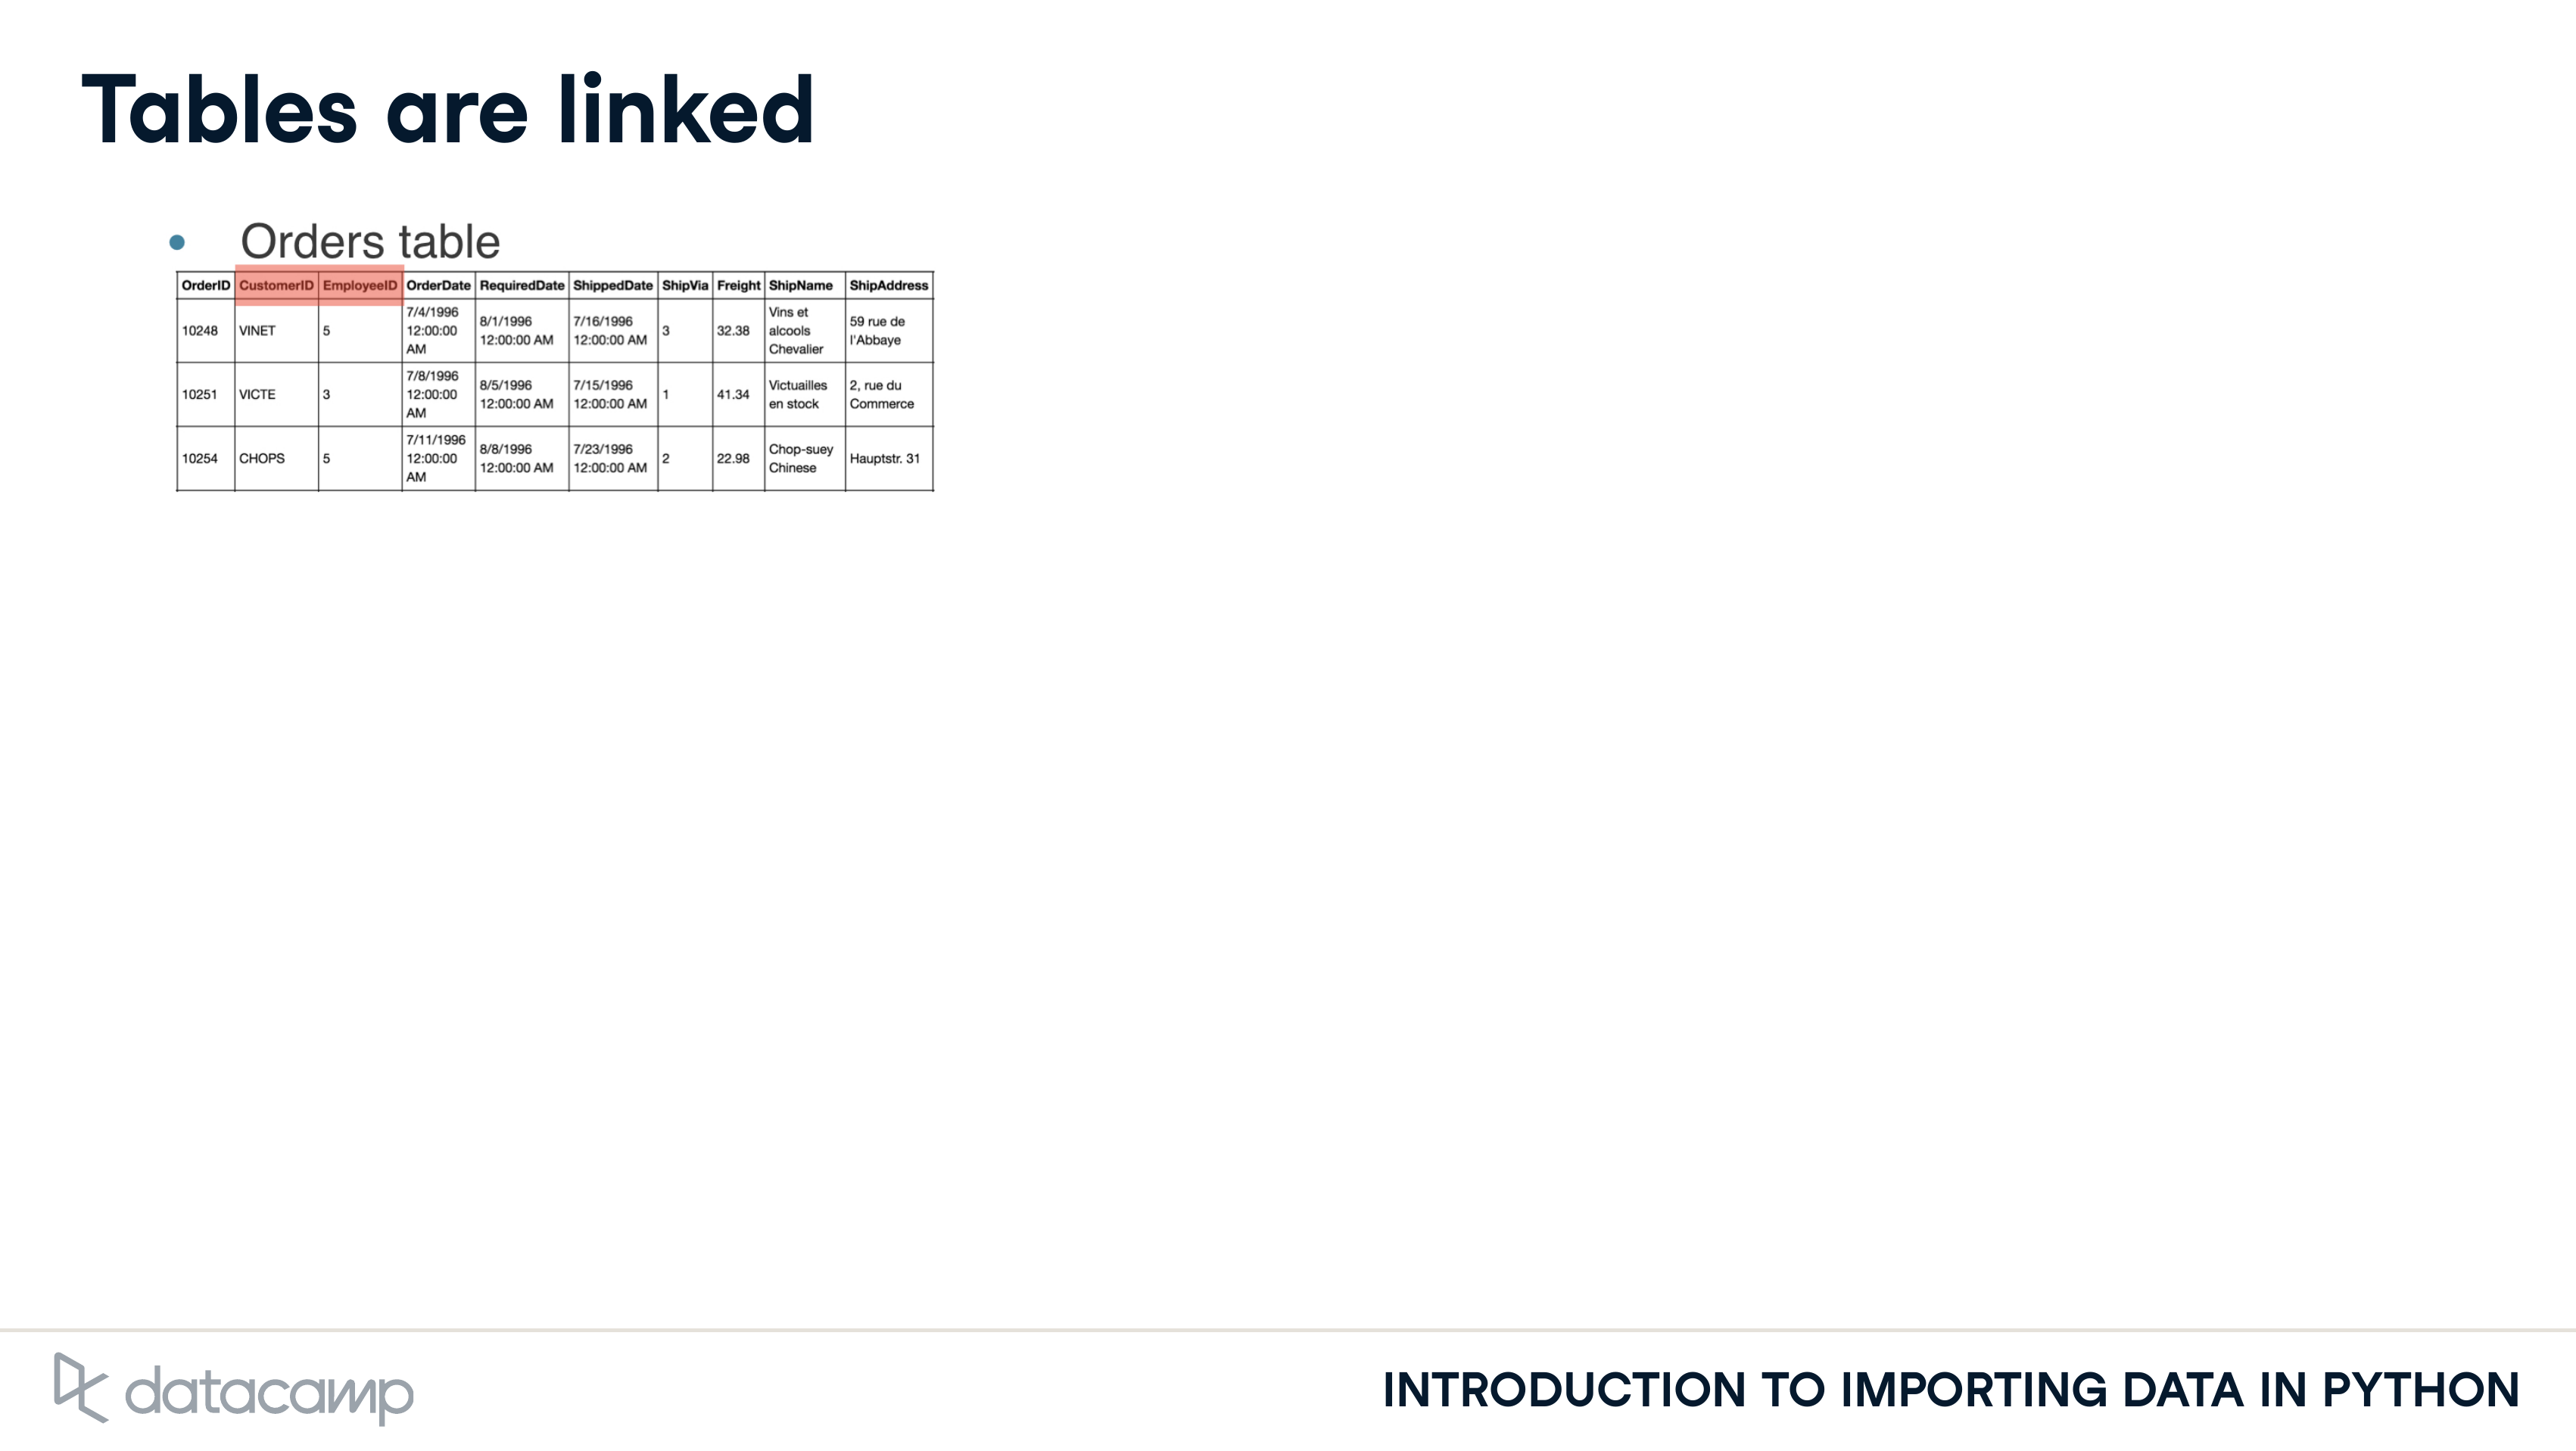 Tables are linked
• Orders table
OrderID CustomerID EmployeeID OrderDate RequiredDate ShippedDate ShipVia Freight ShipName ShipAddress
10248 VINET 5 7/4/1996 12:00:00 AM 8/1/1996 12:00:00 AM 7/16/1996 12:00:00 AM 3 32.38 Vins et alcools Chevalier 59 rue de l'Abbaye
10251 VICTE 3 7/8/1996 12:00:00 AM 8/5/1996 12:00:00 AM 7/15/1996 12:00:00 AM 1 41.34 Victuailles en stock 2, rue du Commerce
10254 CHOPS 5 7/11/1996 12:00:00 AM 8/8/1996 12:00:00 AM 7/23/1996 12:00:00 AM 2 22.98 Chop-suey Chinese Hauptstr. 31
datacamp
INTRODUCTION TO IMPORTING DATA IN PYTHON